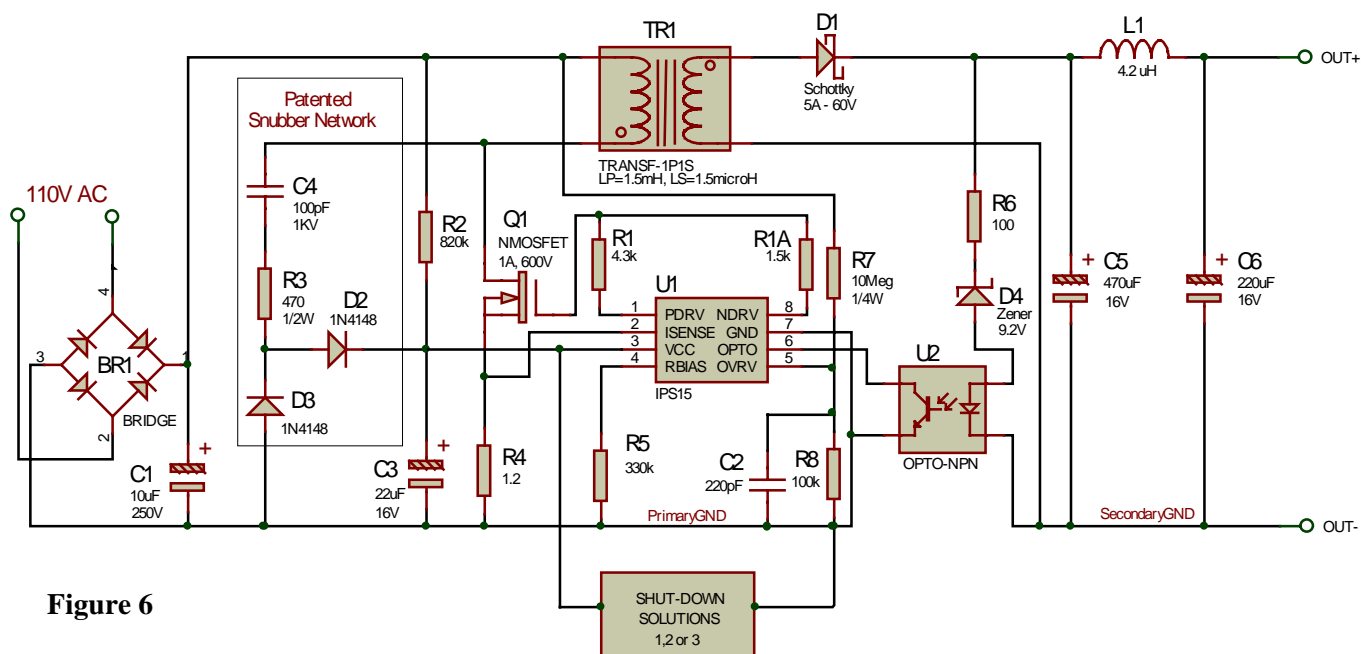 TR1
TRANSF-1P1S
LP=1.5mH, LS=1.5microH
D1
Schottky
5A - 60V
L1
4.2 uH
OUT+
Patented
Snubber Network
C4
100pF
1KV
R3
470
1/2W
D2
1N4148
D3
1N4148
110V AC
4
3
BR1
1
2
BRIDGE
C1
10uF
250V
R2
820k
C3
22uF
16V
Q1
NMOSFET
1A, 600V
R4
1.2
R1
4.3k
R1A
1.5k
R7
10Meg
1/4W
U1
1 PDRV NDRV 8
2 ISENSE GND 7
3 VCC OPTO 6
4 RBIAS OVRV 5
IPS15
R5
330k
C2
220pF
R8
100k
PrimaryGND
R6
100
D4
Zener
9.2V
U2
OPTO-NPN
C5
470uF
16V
C6
220uF
16V
SecondaryGND
OUT-
SHUT-DOWN
SOLUTIONS
1,2 or 3
Figure 6